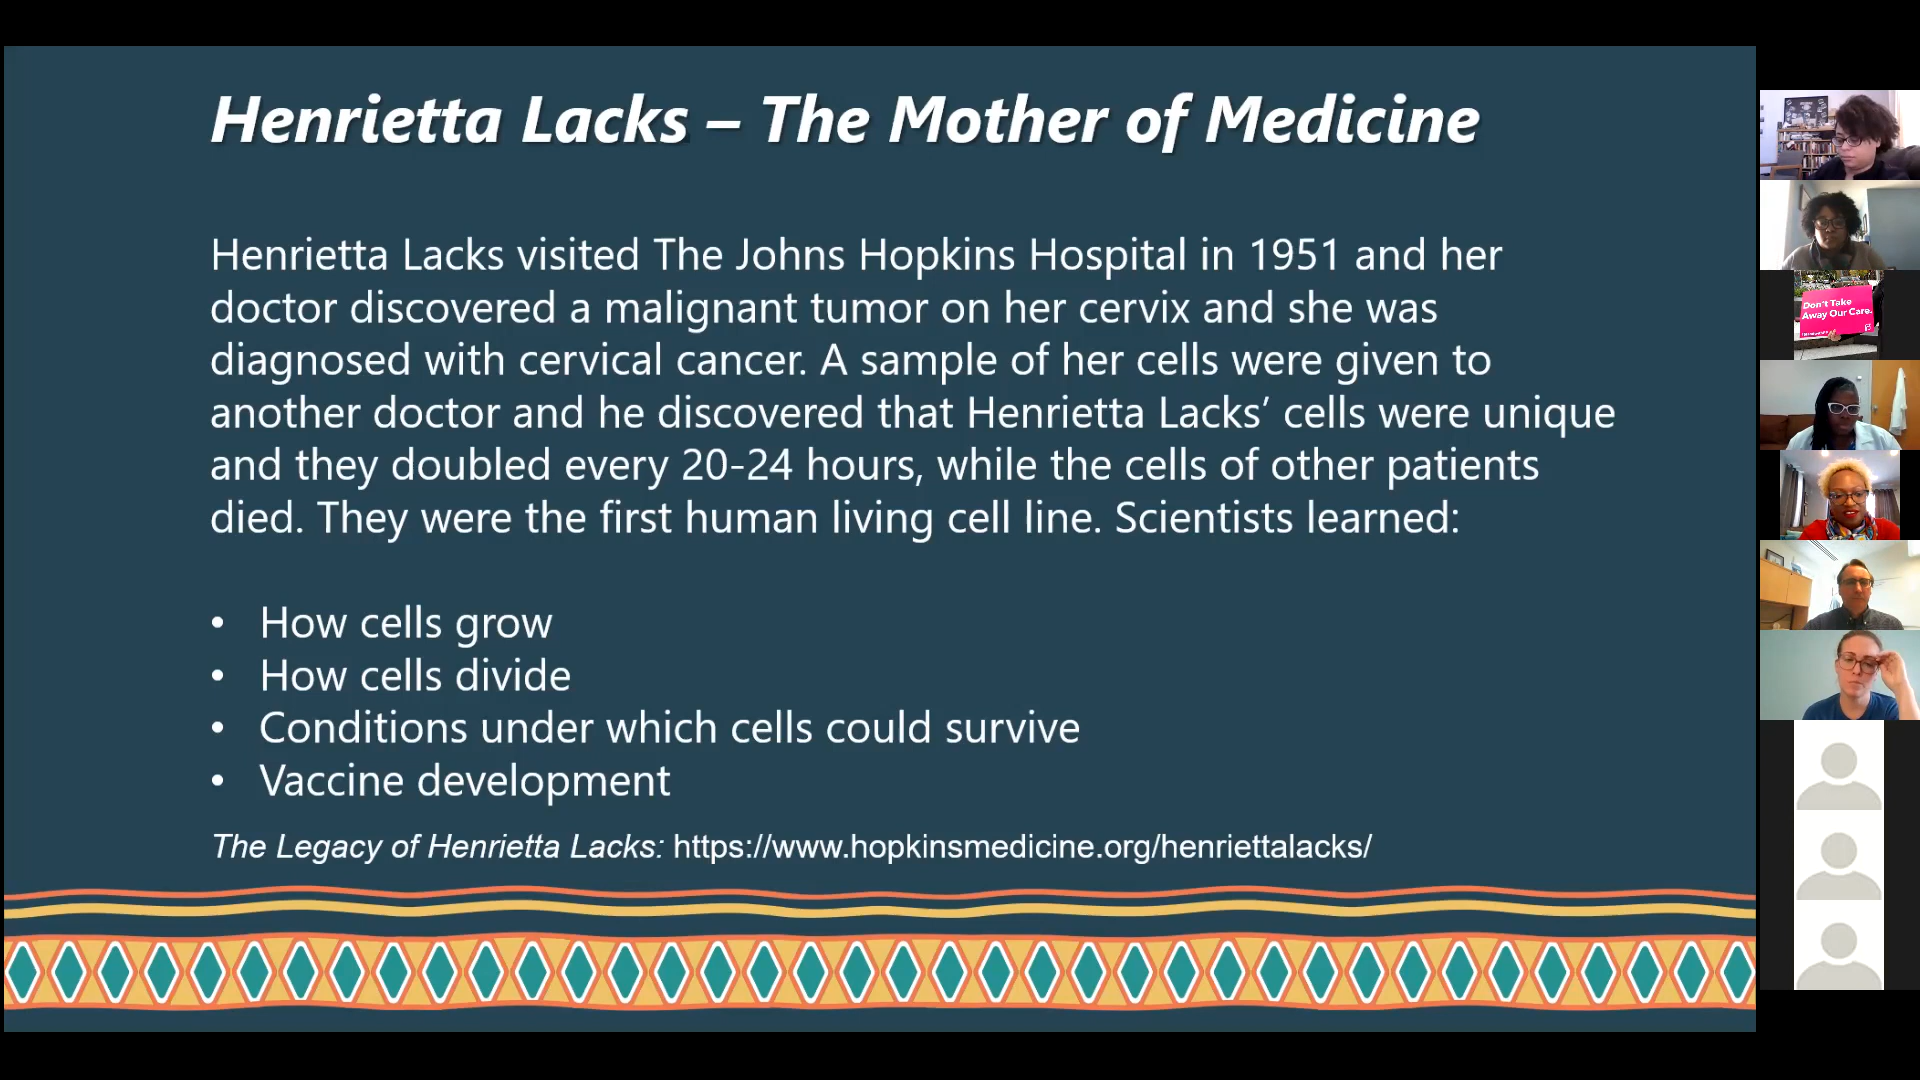 Henrietta Lacks – The Mother of Medicine
Henrietta Lacks visited The Johns Hopkins Hospital in 1951 and her
doctor discovered a malignant tumor on her cervix and she was
diagnosed with cervical cancer. A sample of her cells were given to
another doctor and he discovered that Henrietta Lacks’ cells were unique
and they doubled every 20-24 hours, while the cells of other patients
died. They were the first human living cell line. Scientists learned:
• How cells grow
• How cells divide
• Conditions under which cells could survive
• Vaccine development
The Legacy of Henrietta Lacks: https://www.hopkinsmedicine.org/henriettalacks/
Don't Take
Away Our Care.